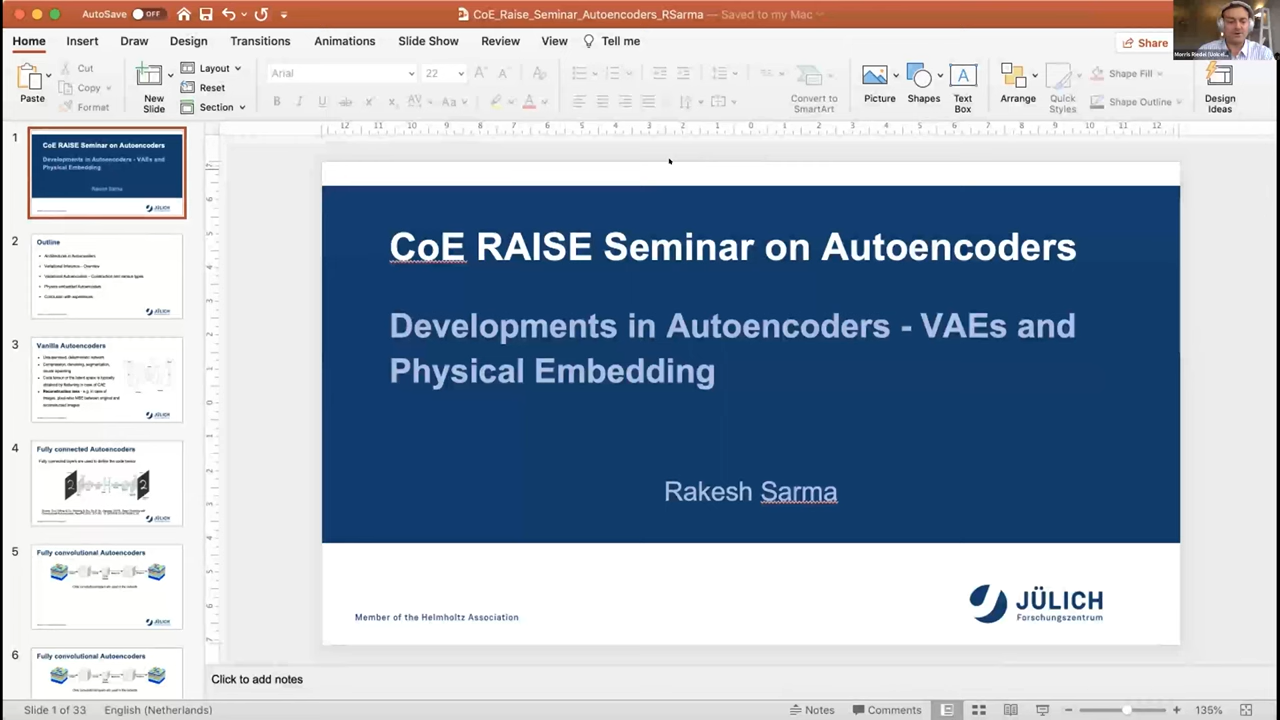 AutoSave OFF
CoE_Raise_Seminar_Autoencoders_RSarma — Saved to my Mac
Home Insert Draw Design Transitions Animations Slide Show Review View Tell me
Share
Paste
Cut
Copy
Format
New
Slide
Layout
Reset
Section
Arial 22
Convert to
SmartArt
Picture
Shapes
Text
Box
Arrange
Quick
Styles
Shape Fill
Shape Outline
Design
Ideas
1
CoE RAISE Seminar on Autoencoders
Developments in Autoencoders - VAEs and
Physical Embedding
Rakesh Sarma
JÜLICH
2
Outline
JÜLICH
3
Vanilla Autoencoders
JÜLICH
4
Fully connected Autoencoders
JÜLICH
5
Fully convolutional Autoencoders
JÜLICH
6
Fully convolutional Autoencoders
CoE RAISE Seminar on Autoencoders
Developments in Autoencoders - VAEs and
Physical Embedding
Rakesh Sarma
Member of the Helmholtz Association
JÜLICH
Forschungszentrum
Click to add notes
Slide 1 of 33 English (Netherlands) Notes Comments 135%